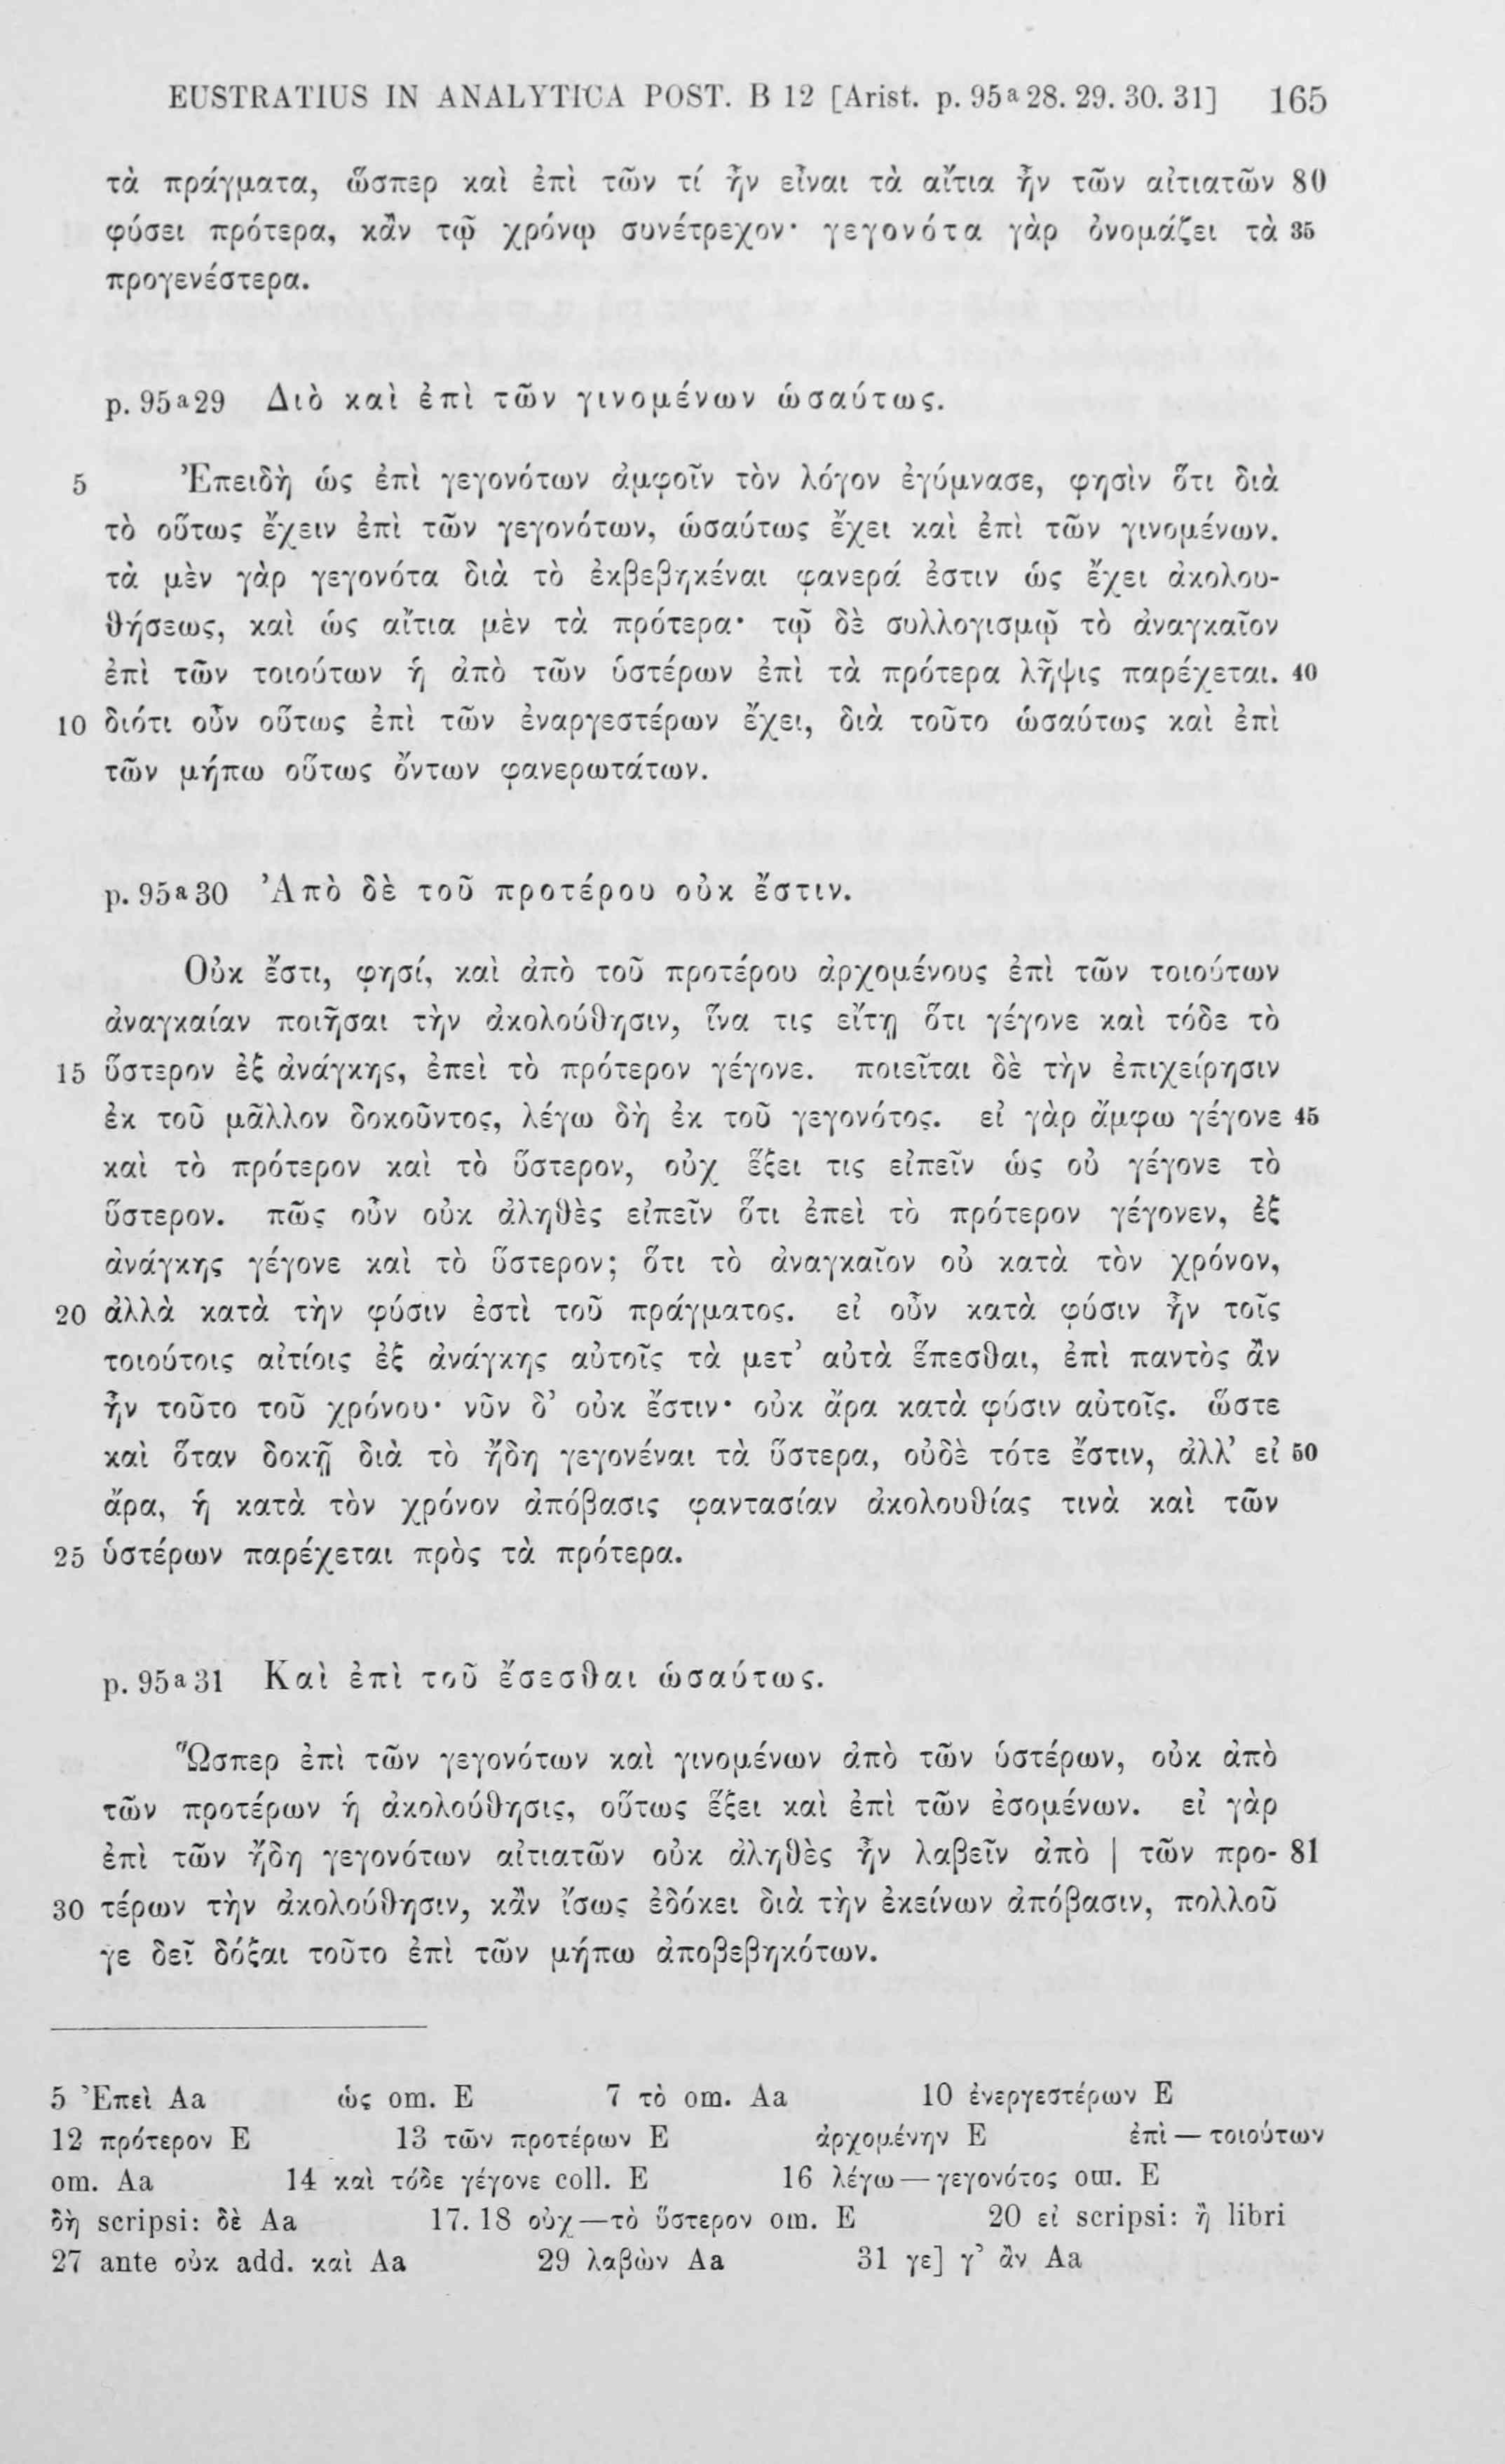 EUSTRATIUS IN ANALYTICA POST. B 12 [Arist. p. 95ª 28. 29. 30. 31] 165
τὰ πράγματα, ὥσπερ καὶ ἐπὶ τῶν τί ἦν εἶναι τὰ αἴτια ἦν τῶν αἰτιατῶν 80
φύσει πρότερα, κἂν τῷ χρόνῳ συνέτρεχον· γεγονότα γὰρ ὀνομάζει τὰ 35
προγενέστερα.
p. 95ª29 Διὸ καὶ ἐπὶ τῶν γινομένων ὡσαύτως.
5 Ἐπειδὴ ὡς ἐπὶ γεγονότων ἀμφοῖν τὸν λόγον ἐγύμνασε, φησὶν ὅτι διὰ
τὸ οὕτως ἔχειν ἐπὶ τῶν γεγονότων, ὡσαύτως ἔχει καὶ ἐπὶ τῶν γινομένων.
τὰ μὲν γὰρ γεγονότα διὰ τὸ ἐκβεβηκέναι φανερά ἐστιν ὡς ἔχει ἀκολου-
θήσεως, καὶ ὡς αἴτια μὲν τὰ πρότερα· τῷ δὲ συλλογισμῷ τὸ ἀναγκαῖον
ἐπὶ τῶν τοιούτων ἡ ἀπὸ τῶν ὑστέρων ἐπὶ τὰ πρότερα λῆψις παρέχεται. 40
10 διότι οὖν οὕτως ἐπὶ τῶν ἐναργεστέρων ἔχει, διὰ τοῦτο ὡσαύτως καὶ ἐπὶ
τῶν μήπω οὕτως ὄντων φανερωτάτων.
p. 95ª30 Ἀπὸ δὲ τοῦ προτέρου οὐκ ἔστιν.
Οὐκ ἔστι, φησί, καὶ ἀπὸ τοῦ προτέρου ἀρχομένους ἐπὶ τῶν τοιούτων
ἀναγκαίαν ποιῆσαι τὴν ἀκολούθησιν, ἵνα τις εἴτῃ ὅτι γέγονε καὶ τόδε τὸ
15 ὕστερον ἐξ ἀνάγκης, ἐπεὶ τὸ πρότερον γέγονε. ποιεῖται δὲ τὴν ἐπιχείρησιν
ἐκ τοῦ μᾶλλον δοκοῦντος, λέγω δὴ ἐκ τοῦ γεγονότος. εἰ γὰρ ἄμφω γέγονε 45
καὶ τὸ πρότερον καὶ τὸ ὕστερον, οὐχ ἕξει τις εἰπεῖν ὡς οὐ γέγονε τὸ
ὕστερον. πῶς οὖν οὐκ ἀληθὲς εἰπεῖν ὅτι ἐπεὶ τὸ πρότερον γέγονεν, ἐξ
ἀνάγκης γέγονε καὶ τὸ ὕστερον; ὅτι τὸ ἀναγκαῖον οὐ κατὰ τὸν χρόνον,
20 ἀλλὰ κατὰ τὴν φύσιν ἐστὶ τοῦ πράγματος. εἰ οὖν κατὰ φύσιν ἦν τοῖς
τοιούτοις αἰτίοις ἐξ ἀνάγκης αὐτοῖς τὰ μετ’ αὐτὰ ἕπεσθαι, ἐπὶ παντὸς ἂν
ἦν τοῦτο τοῦ χρόνου· νῦν δ’ οὐκ ἔστιν· οὐκ ἄρα κατὰ φύσιν αὐτοῖς. ὥστε
καὶ ὅταν δοκῇ διὰ τὸ ἤδη γεγονέναι τὰ ὕστερα, οὐδὲ τότε ἔστιν, ἀλλ’ εἰ 50
ἄρα, ἡ κατὰ τὸν χρόνον ἀπόβασις φαντασίαν ἀκολουθίας τινὰ καὶ τῶν
25 ὑστέρων παρέχεται πρὸς τὰ πρότερα.
p. 95ª31 Καὶ ἐπὶ τοῦ ἔσεσθαι ὡσαύτως.
Ὥσπερ ἐπὶ τῶν γεγονότων καὶ γινομένων ἀπὸ τῶν ὑστέρων, οὐκ ἀπὸ
τῶν προτέρων ἡ ἀκολούθησις, οὕτως ἕξει καὶ ἐπὶ τῶν ἐσομένων. εἰ γὰρ
ἐπὶ τῶν ἤδη γεγονότων αἰτιατῶν οὐκ ἀληθὲς ἦν λαβεῖν ἀπὸ | τῶν προ- 81
30 τέρων τὴν ἀκολούθησιν, κἂν ἴσως ἐδόκει διὰ τὴν ἐκείνων ἀπόβασιν, πολλοῦ
γε δεῖ δόξαι τοῦτο ἐπὶ τῶν μήπω ἀποβεβηκότων.
5 Ἐπεὶ Aa ὡς om. E 7 τὸ om. Aa 10 ἐνεργεστέρων E
12 πρότερον E 13 τῶν προτέρων E ἀρχομένην E ἐπὶ — τοιούτων
om. Aa 14 καὶ τόδε γέγονε coll. E 16 λέγω — γεγονότος om. E
δὴ scripsi: δὲ Aa 17. 18 οὐχ — τὸ ὕστερον om. E 20 εἰ scripsi: ἢ libri
27 ante οὐκ add. καὶ Aa 29 λαβὼν Aa 31 γε] γ’ ἂν Aa